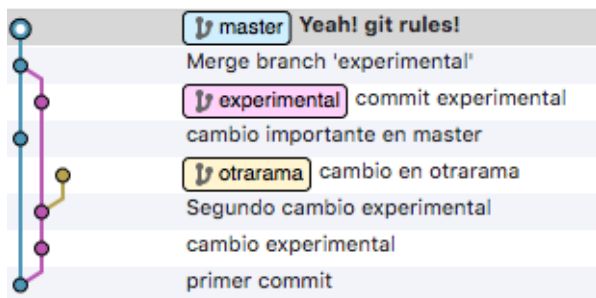 master Yeah! git rules!
Merge branch 'experimental'
experimental commit experimental
cambio importante en master
otrarama cambio en otrarama
Segundo cambio experimental
cambio experimental
primer commit